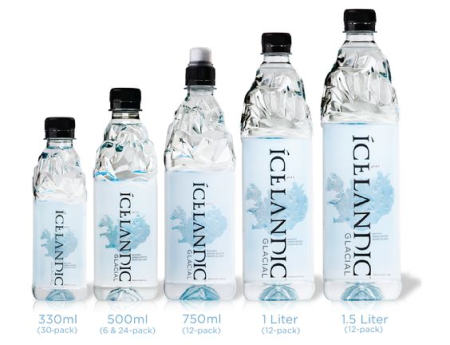 ÍCELANDIC
GLACIAL
ÍCELANDIC
GLACIAL
ÍCELANDIC
GLACIAL
ÍCELANDIC
GLACIAL
ÍCELANDIC
GLACIAL
330ml
(30-pack)
500ml
(6 & 24-pack)
750ml
(12-pack)
1 Liter
(12-pack)
1.5 Liter
(12-pack)